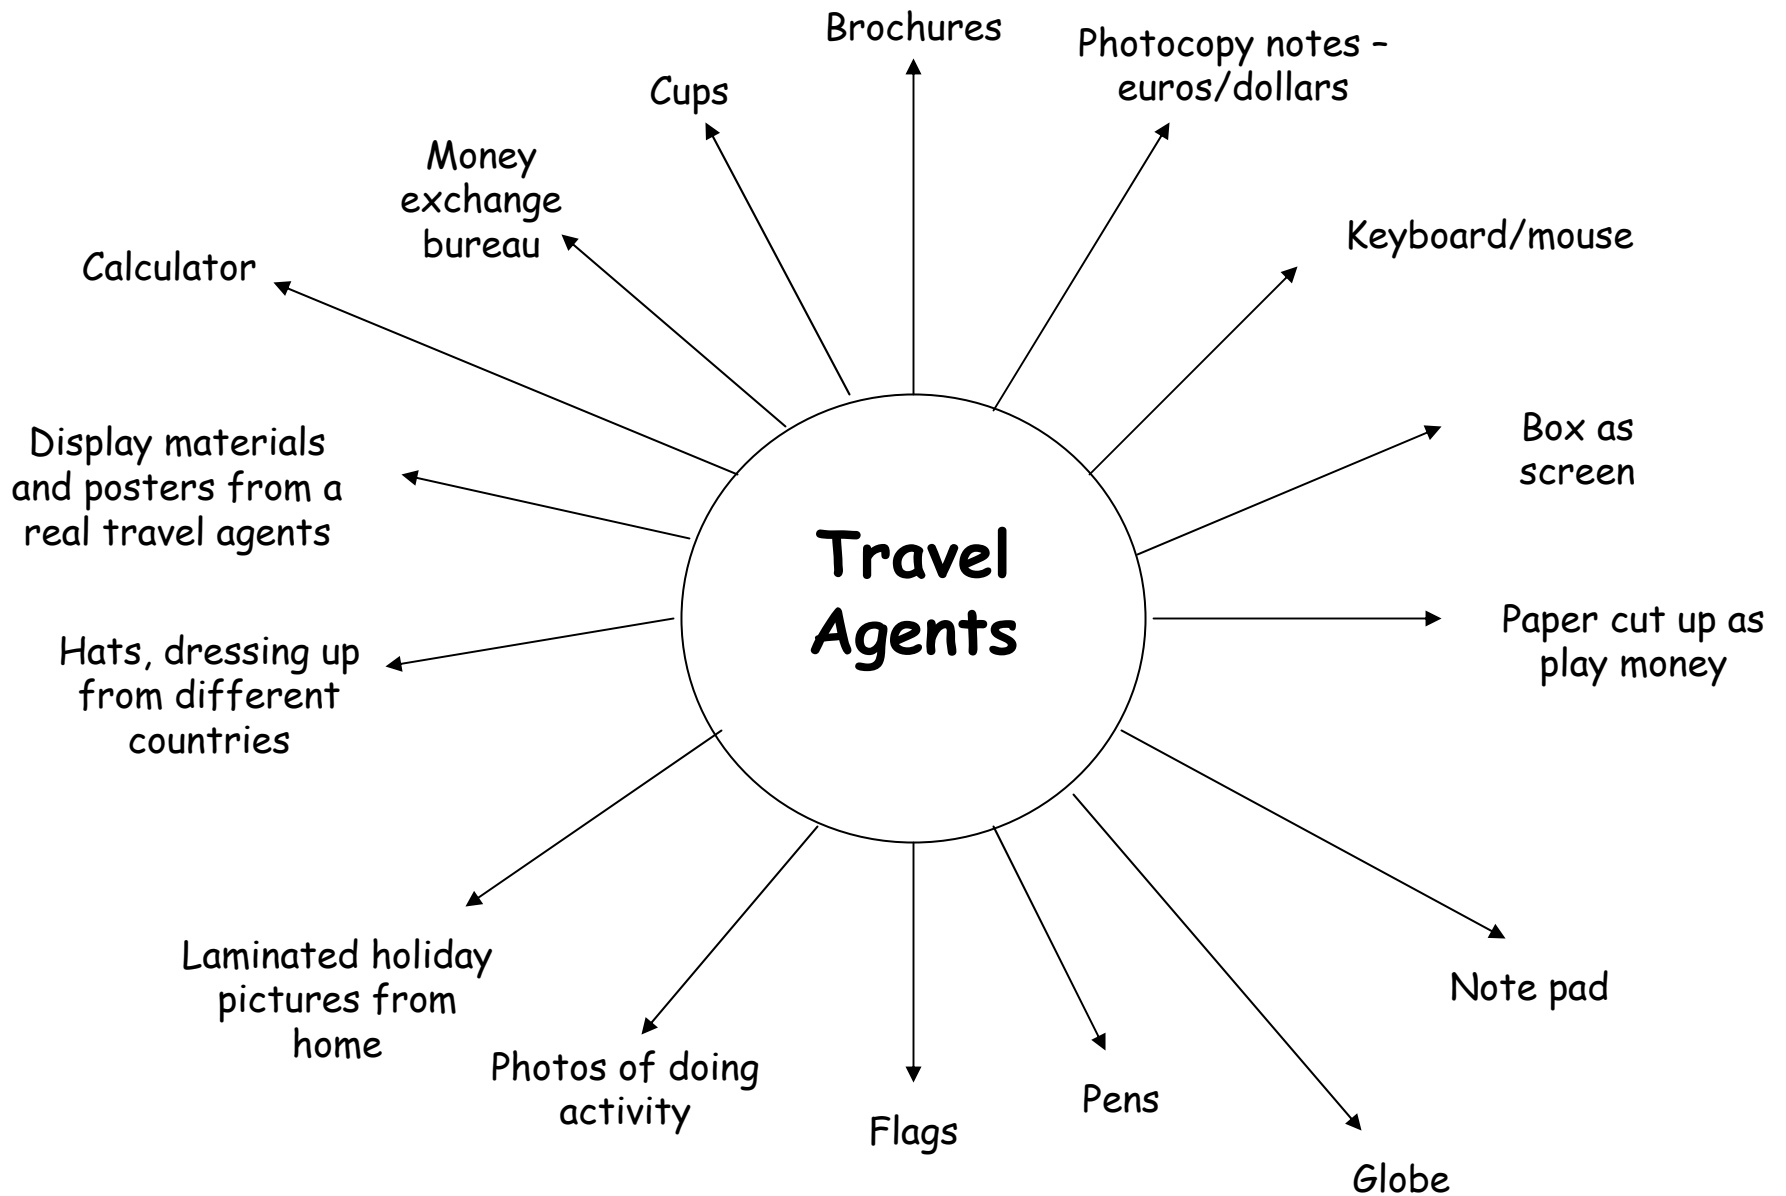 Brochures
Photocopy notes –
euros/dollars
Cups
Money
exchange
bureau
Keyboard/mouse
Calculator
Box as
screen
Display materials
and posters from a
real travel agents
Travel
Agents
Paper cut up as
play money
Hats, dressing up
from different
countries
Laminated holiday
pictures from
home
Note pad
Photos of doing
activity
Pens
Flags
Globe